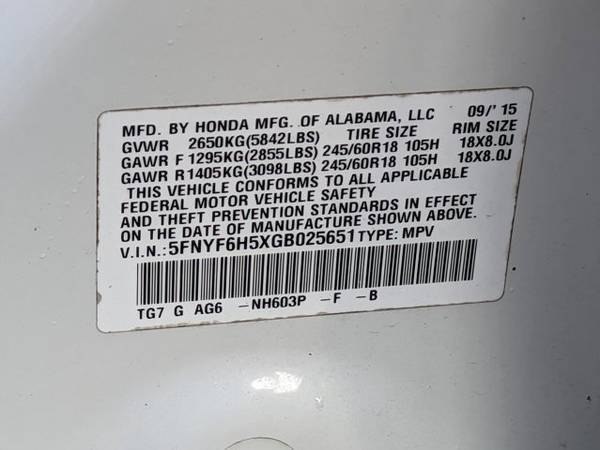 MFD. BY HONDA MFG. OF ALABAMA, LLC 09/'15
GVWR 2650KG(5842LBS) TIRE SIZE RIM SIZE
GAWR F 1295KG(2855LBS) 245/60R18 105H 18X8.0J
GAWR R1405KG(3098LBS) 245/60R18 105H 18X8.0J
THIS VEHICLE CONFORMS TO ALL APPLICABLE
FEDERAL MOTOR VEHICLE SAFETY
AND THEFT PREVENTION STANDARDS IN EFFECT
ON THE DATE OF MANUFACTURE SHOWN ABOVE.
V.I.N.:5FNYF6H5XGB025651 TYPE: MPV
TG7 G AG6 -NH603P -F -B